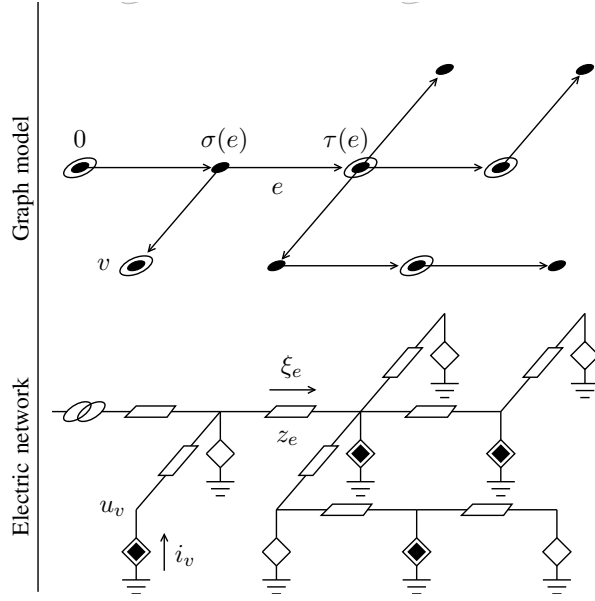 Graph model
0
σ(e)
τ(e)
e
v
Electric network
ξ_e
z_e
u_v
i_v